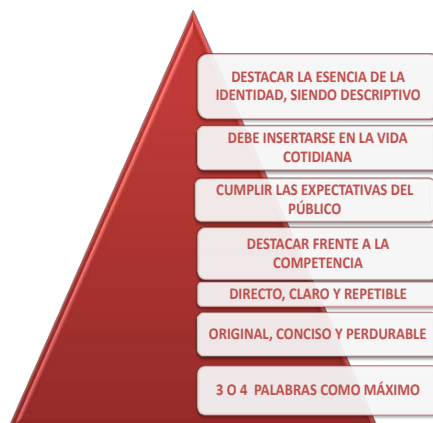 DESTACAR LA ESENCIA DE LA
IDENTIDAD, SIENDO DESCRIPTIVO
DEBE INSERTARSE EN LA VIDA
COTIDIANA
CUMPLIR LAS EXPECTATIVAS DEL
PÚBLICO
DESTACAR FRENTE A LA
COMPETENCIA
DIRECTO, CLARO Y REPETIBLE
ORIGINAL, CONCISO Y PERDURABLE
3 O 4 PALABRAS COMO MÁXIMO